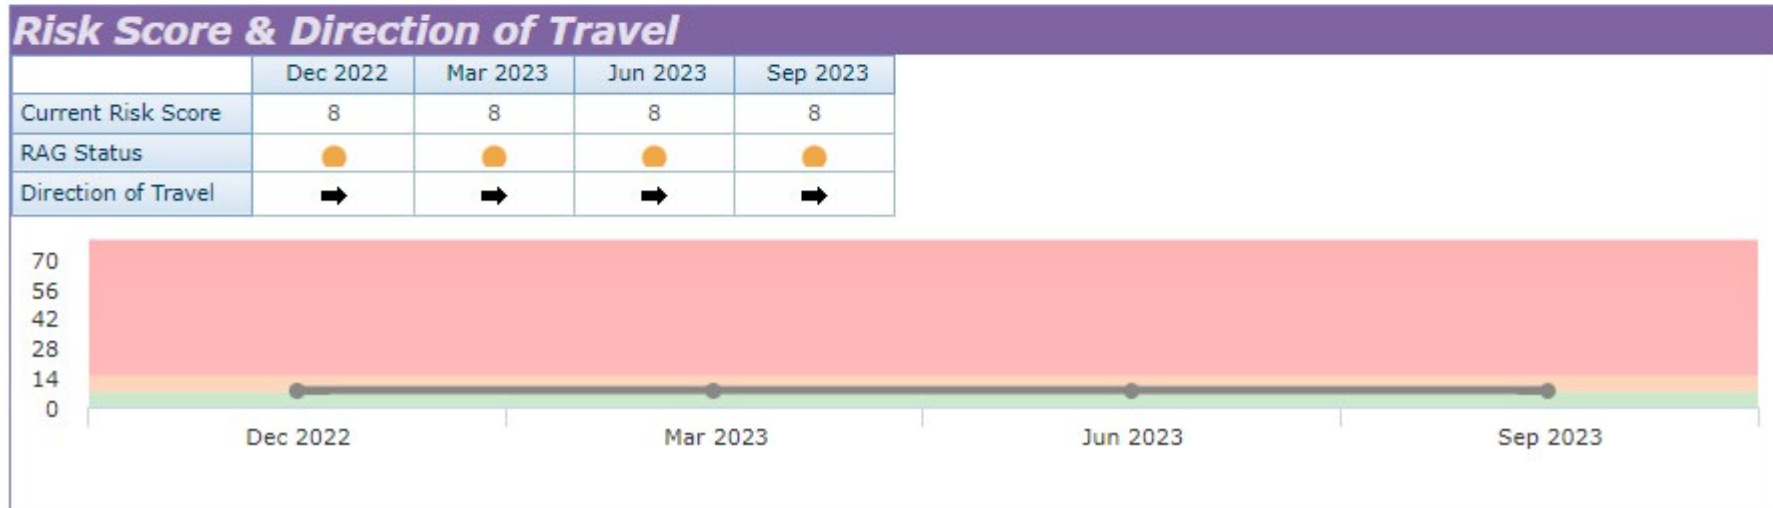 Risk Score & Direction of Travel
Dec 2022 Mar 2023 Jun 2023 Sep 2023
Current Risk Score 8 8 8 8
RAG Status
Direction of Travel
70
56
42
28
14
0
Dec 2022 Mar 2023 Jun 2023 Sep 2023